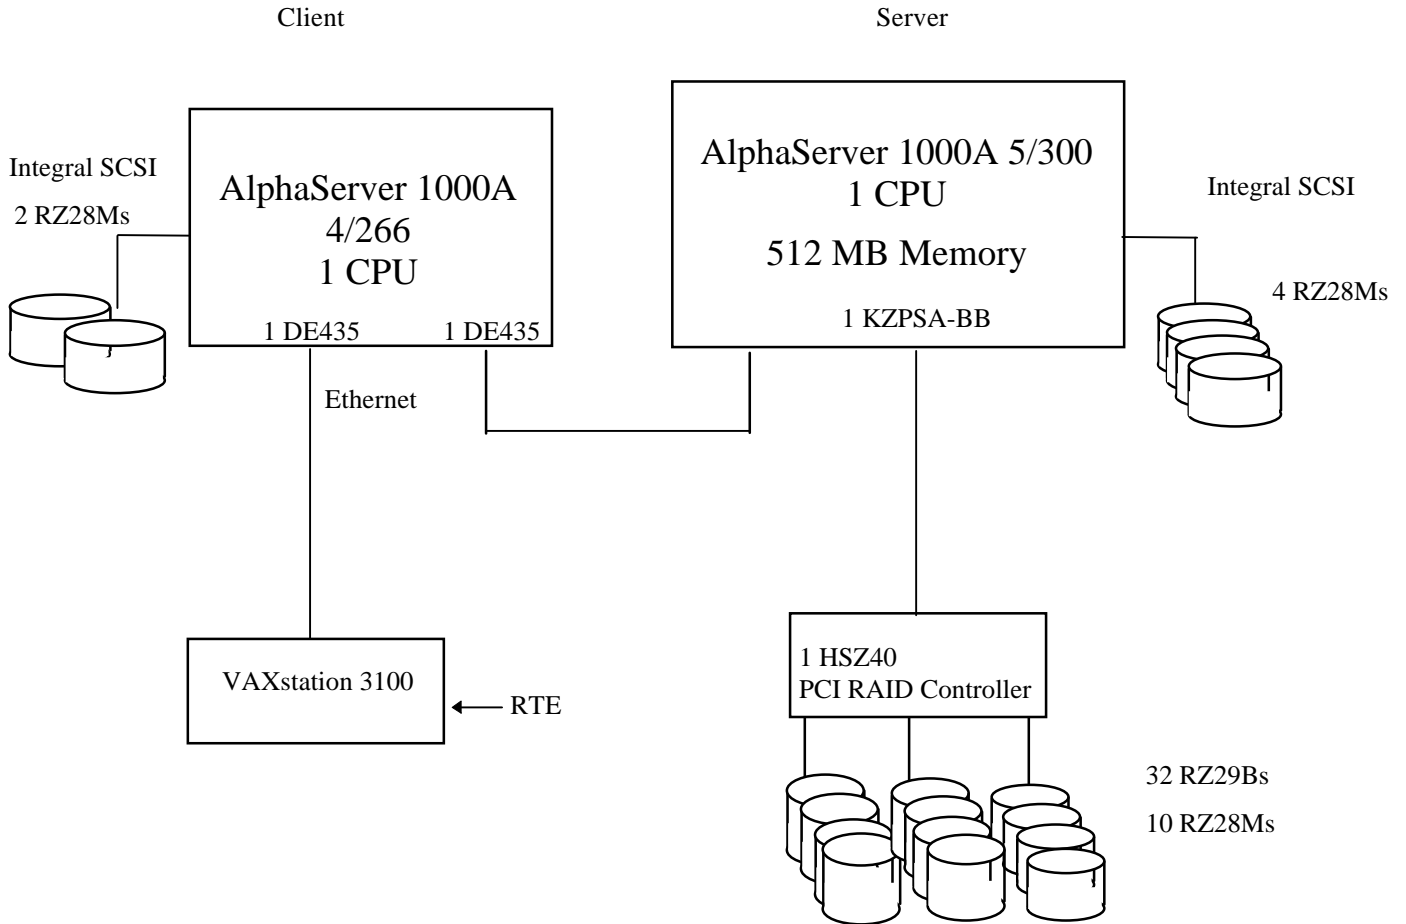 Client
Server
Integral SCSI
2 RZ28Ms
AlphaServer 1000A
4/266
1 CPU
1 DE435
1 DE435
AlphaServer 1000A 5/300
1 CPU
512 MB Memory
1 KZPSA-BB
Integral SCSI
4 RZ28Ms
Ethernet
VAXstation 3100
RTE
1 HSZ40
PCI RAID Controller
32 RZ29Bs
10 RZ28Ms